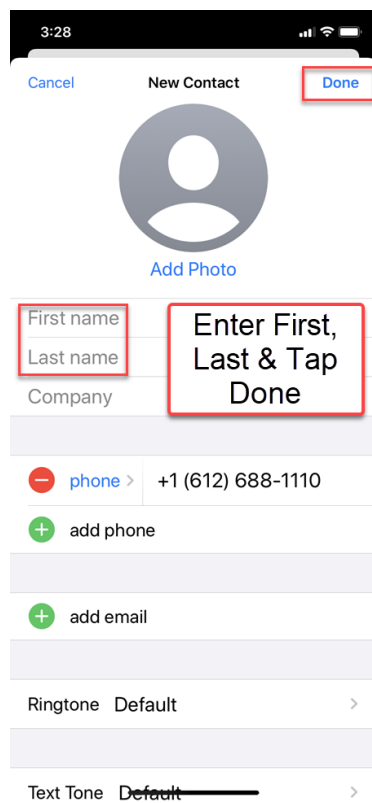 3:28
Cancel New Contact Done
Add Photo
First name
Last name
Company
Enter First,
Last & Tap
Done
phone +1 (612) 688-1110
add phone
add email
Ringtone Default
Text Tone Default